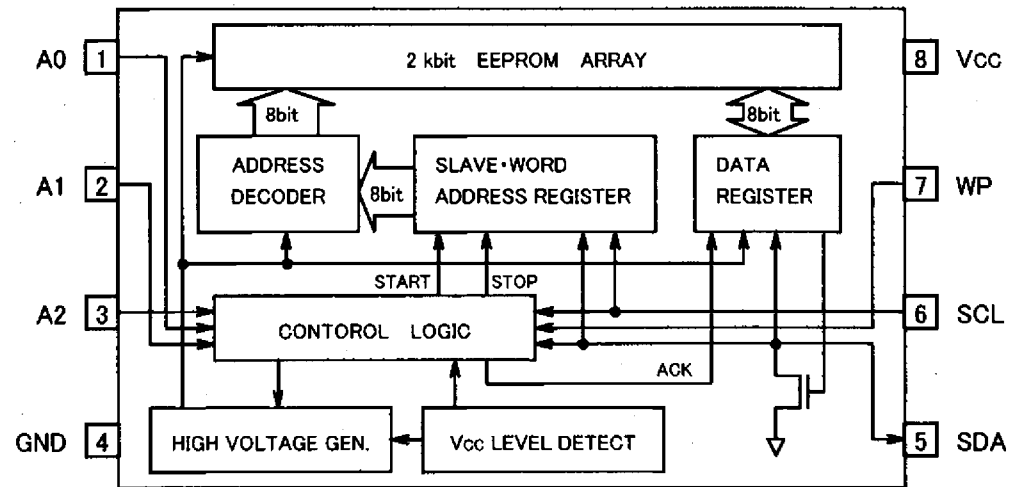 2 kbit EEPROM ARRAY
A0 1
8 Vcc
8bit
8bit
ADDRESS
DECODER
8bit
SLAVE・WORD
ADDRESS REGISTER
DATA
REGISTER
A1 2
7 WP
START
STOP
A2 3
CONTOROL LOGIC
6 SCL
ACK
GND 4
HIGH VOLTAGE GEN.
Vcc LEVEL DETECT
5 SDA